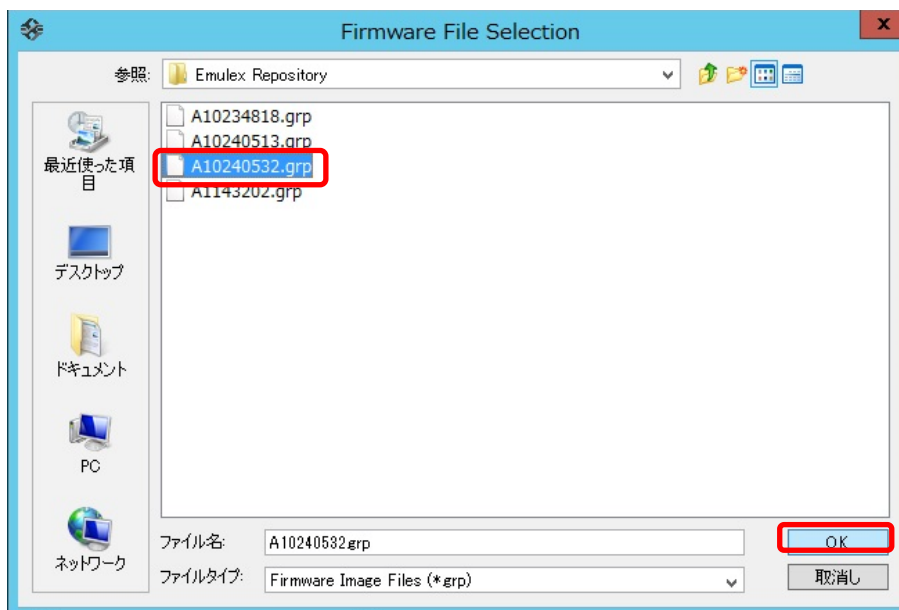 Firmware File Selection
x
参照:
Emulex Repository
A10234818.grp
A10240513.grp
A10240532.grp
A1143202.grp
最近使った項
目
デスクトップ
ドキュメント
PC
ネットワーク
ファイル名:
A10240532.grp
OK
ファイルタイプ:
Firmware Image Files (*.grp)
取消し